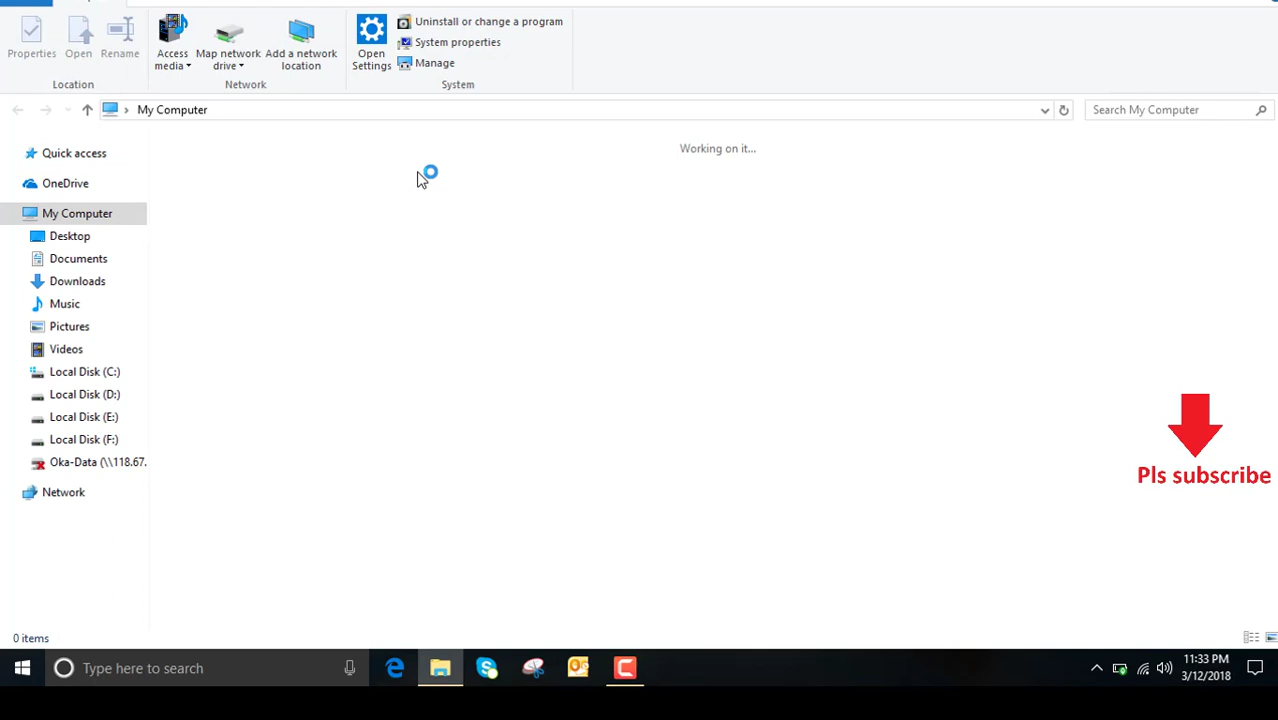 Properties
Open
Rename
Access media
Map network drive
Add a network location
Open Settings
Uninstall or change a program
System properties
Manage
Location
Network
System
My Computer
Search My Computer
Working on it...
Quick access
OneDrive
My Computer
Desktop
Documents
Downloads
Music
Pictures
Videos
Local Disk (C:)
Local Disk (D:)
Local Disk (E:)
Local Disk (F:)
Oka-Data (\\118.67.
Network
Pls subscribe
0 items
Type here to search
11:33 PM
3/12/2018